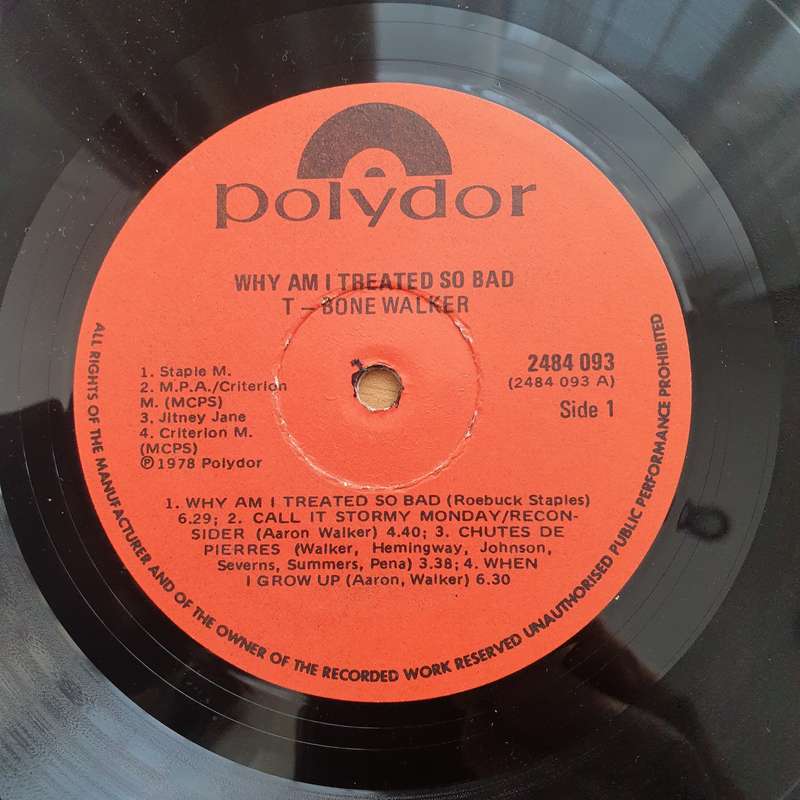 polydor
WHY AM I TREATED SO BAD
T – BONE WALKER
1. Staple M.
2. M.P.A./Criterion
M. (MCPS)
3. Jitney Jane
4. Criterion M.
(MCPS)
℗1978 Polydor
2484 093
(2484 093 A)
Side 1
1. WHY AM I TREATED SO BAD (Roebuck Staples)
6.29; 2. CALL IT STORMY MONDAY/RECON-
SIDER (Aaron Walker) 4.40; 3. CHUTES DE
PIERRES (Walker, Hemingway, Johnson,
Severns, Summers, Pena) 3.38; 4. WHEN
I GROW UP (Aaron, Walker) 6.30
ALL RIGHTS OF THE MANUFACTURER AND OF THE OWNER OF THE RECORDED WORK RESERVED UNAUTHORISED PUBLIC PERFORMANCE PROHIBITED